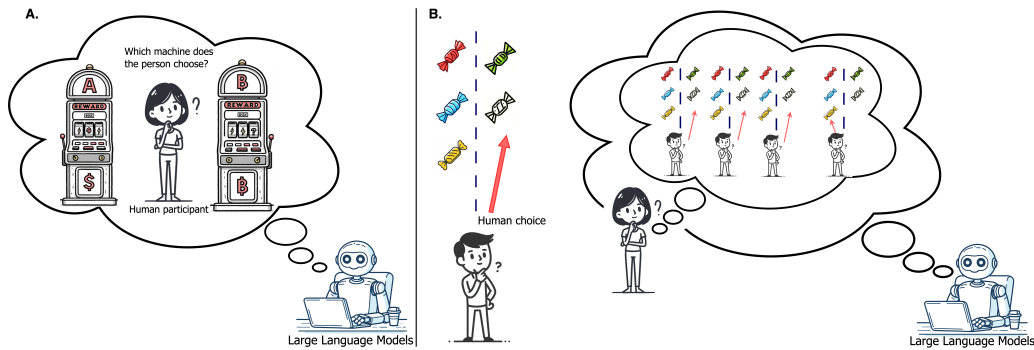 A.
Which machine does
the person choose?
A
B
REWARD
REWARD
?
$
B
Human participant
Large Language Models
B.
Human choice
?
?
Large Language Models